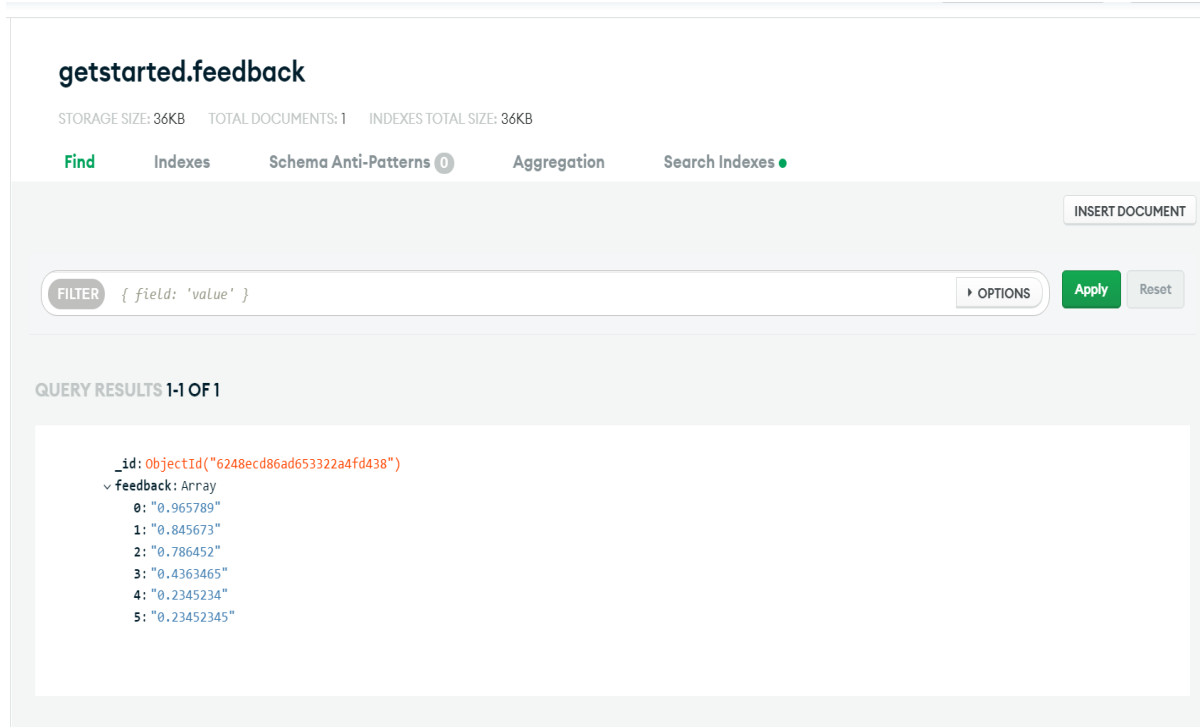 getstarted.feedback
STORAGE SIZE: 36KB TOTAL DOCUMENTS: 1 INDEXES TOTAL SIZE: 36KB
Find Indexes Schema Anti-Patterns 0 Aggregation Search Indexes
INSERT DOCUMENT
FILTER { field: 'value' } OPTIONS Apply Reset
QUERY RESULTS 1-1 OF 1
_id: ObjectId("6248ecd86ad653322a4fd438")
feedback: Array
0: "0.965789"
1: "0.845673"
2: "0.786452"
3: "0.4363465"
4: "0.2345234"
5: "0.23452345"